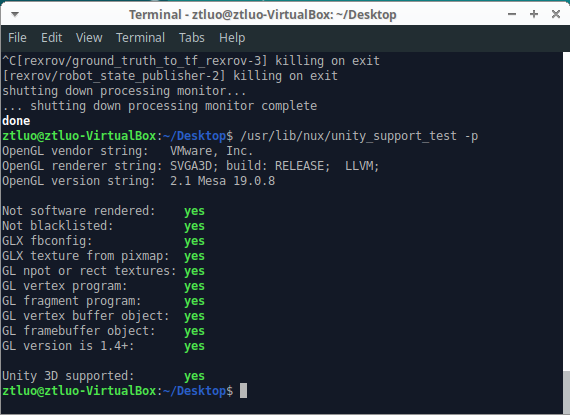 Terminal - ztluo@ztluo-VirtualBox: ~/Desktop
File Edit View Terminal Tabs Help
^C[rexrov/ground_truth_to_tf_rexrov-3] killing on exit
[rexrov/robot_state_publisher-2] killing on exit
shutting down processing monitor...
... shutting down processing monitor complete
done
ztluo@ztluo-VirtualBox:~/Desktop$ /usr/lib/nux/unity_support_test -p
OpenGL vendor string:   VMware, Inc.
OpenGL renderer string: SVGA3D; build: RELEASE;  LLVM;
OpenGL version string:  2.1 Mesa 19.0.8

Not software rendered:    yes
Not blacklisted:          yes
GLX fbconfig:             yes
GLX texture from pixmap:  yes
GL npot or rect textures: yes
GL vertex program:        yes
GL fragment program:      yes
GL vertex buffer object:  yes
GL framebuffer object:    yes
GL version is 1.4+:       yes

Unity 3D supported:       yes
ztluo@ztluo-VirtualBox:~/Desktop$